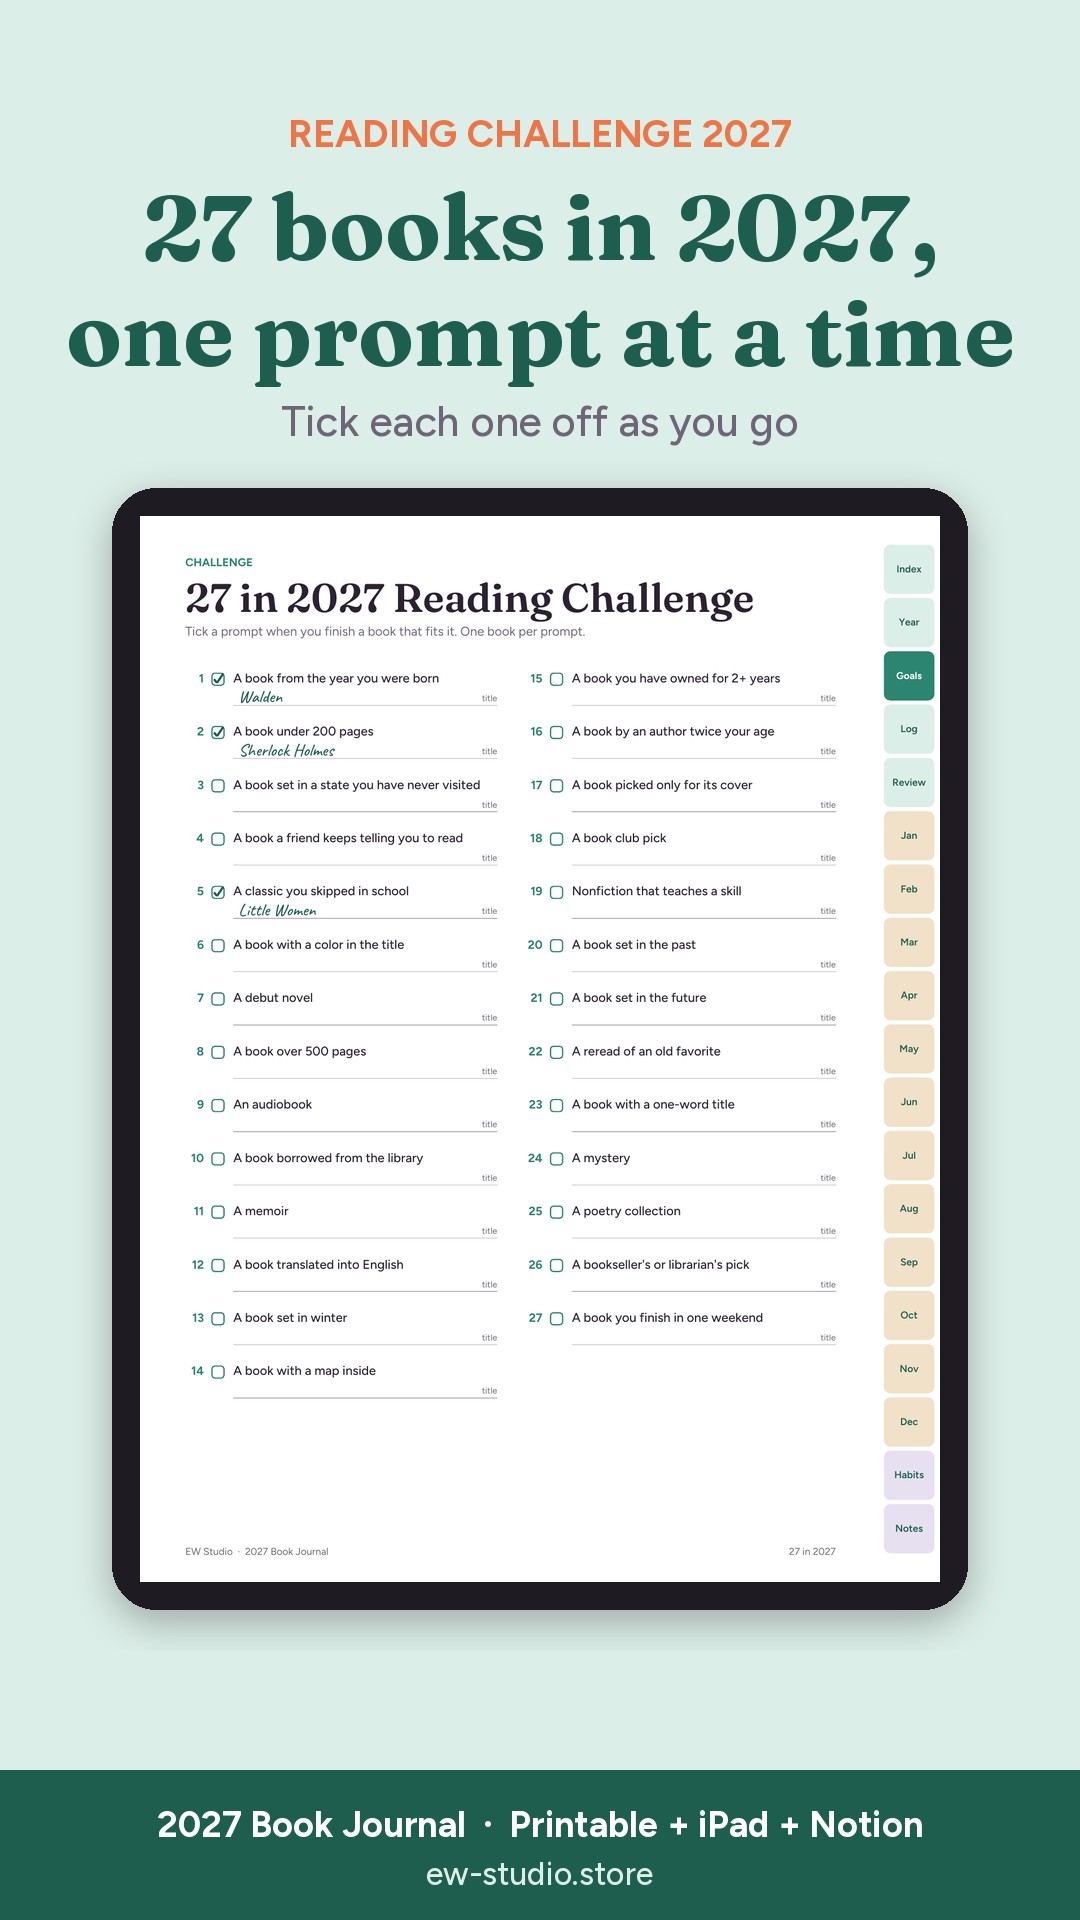 READING CHALLENGE 2027
27 books in 2027,
one prompt at a time
Tick each one off as you go
CHALLENGE
27 in 2027 Reading Challenge
Tick a prompt when you finish a book that fits it. One book per prompt.
1 A book from the year you were born
Walden title
2 A book under 200 pages
Sherlock Holmes title
3 A book set in a state you have never visited
title
4 A book a friend keeps telling you to read
title
5 A classic you skipped in school
Little Women title
6 A book with a color in the title
title
7 A debut novel
title
8 A book over 500 pages
title
9 An audiobook
title
10 A book borrowed from the library
title
11 A memoir
title
12 A book translated into English
title
13 A book set in winter
title
14 A book with a map inside
title
15 A book you have owned for 2+ years
title
16 A book by an author twice your age
title
17 A book picked only for its cover
title
18 A book club pick
title
19 Nonfiction that teaches a skill
title
20 A book set in the past
title
21 A book set in the future
title
22 A reread of an old favorite
title
23 A book with a one-word title
title
24 A mystery
title
25 A poetry collection
title
26 A bookseller's or librarian's pick
title
27 A book you finish in one weekend
title
Index
Year
Goals
Log
Review
Jan
Feb
Mar
Apr
May
Jun
Jul
Aug
Sep
Oct
Nov
Dec
Habits
Notes
EW Studio · 2027 Book Journal
27 in 2027
2027 Book Journal · Printable + iPad + Notion
ew-studio.store